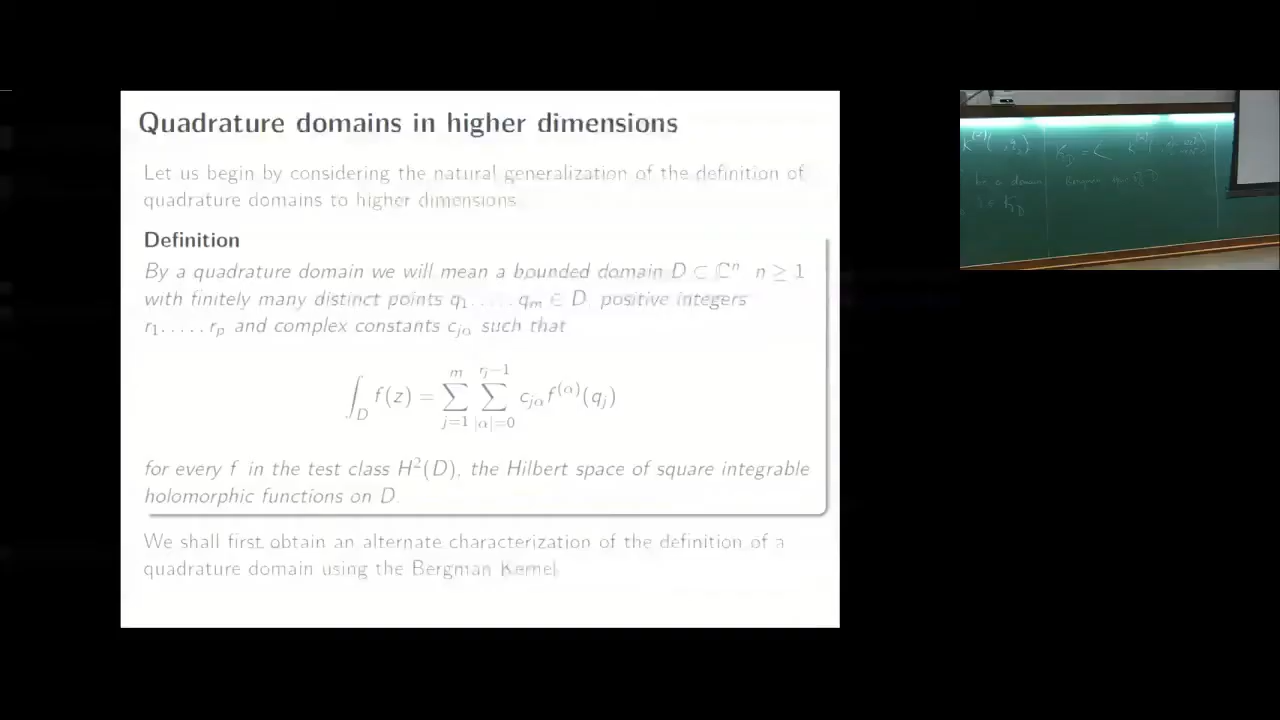 Quadrature domains in higher dimensions
Let us begin by considering the natural generalization of the definition of
quadrature domains to higher dimensions.
Definition
By a quadrature domain we will mean a bounded domain D ⊂ ℂⁿ n ≥ 1
with finitely many distinct points q₁.....qₘ ∈ D, positive integers
r₁.....rₚ and complex constants c_{jα} such that
∫_D f(z) = ∑_{j=1}^{m} ∑_{|α|=0}^{r_j−1} c_{jα} f^{(α)}(q_j)
for every f in the test class H²(D), the Hilbert space of square integrable
holomorphic functions on D.
We shall first obtain an alternate characterization of the definition of a
quadrature domain using the Bergman Kernel
be a domain